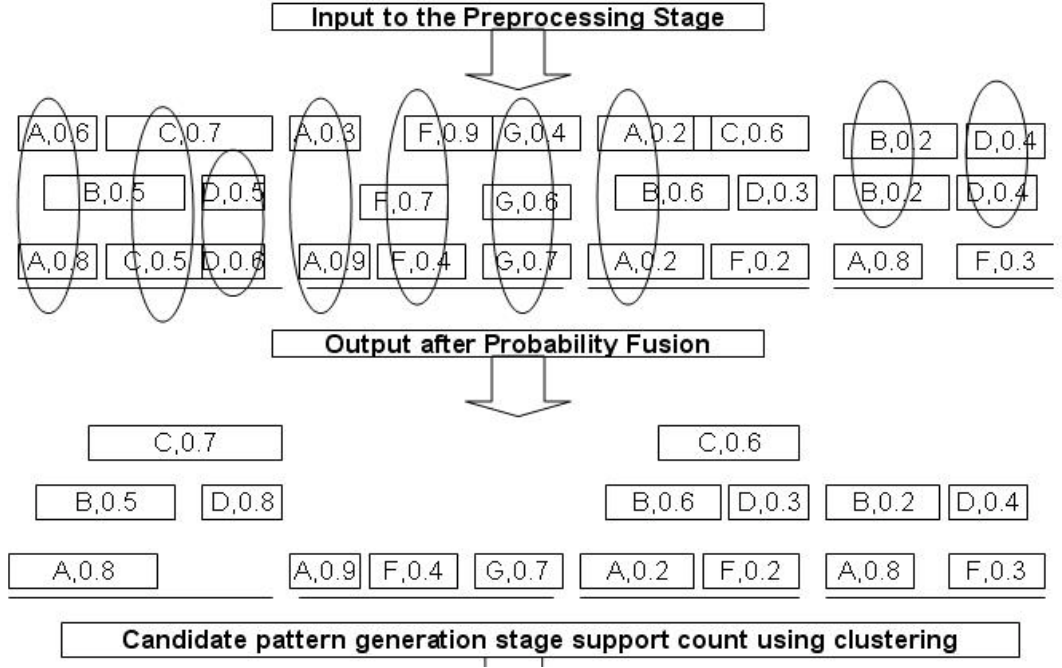 Input to the Preprocessing Stage
A,0.6 C,0.7 A,0.3 F,0.9 G,0.4 A,0.2 C,0.6 B,0.2 D,0.4
B,0.5 D,0.5 F,0.7 G,0.6 B,0.6 D,0.3 B,0.2 D,0.4
A,0.8 C,0.5 D,0.6 A,0.9 F,0.4 G,0.7 A,0.2 F,0.2 A,0.8 F,0.3
Output after Probability Fusion
C,0.7 C,0.6
B,0.5 D,0.8 B,0.6 D,0.3 B,0.2 D,0.4
A,0.8 A,0.9 F,0.4 G,0.7 A,0.2 F,0.2 A,0.8 F,0.3
Candidate pattern generation stage support count using clustering